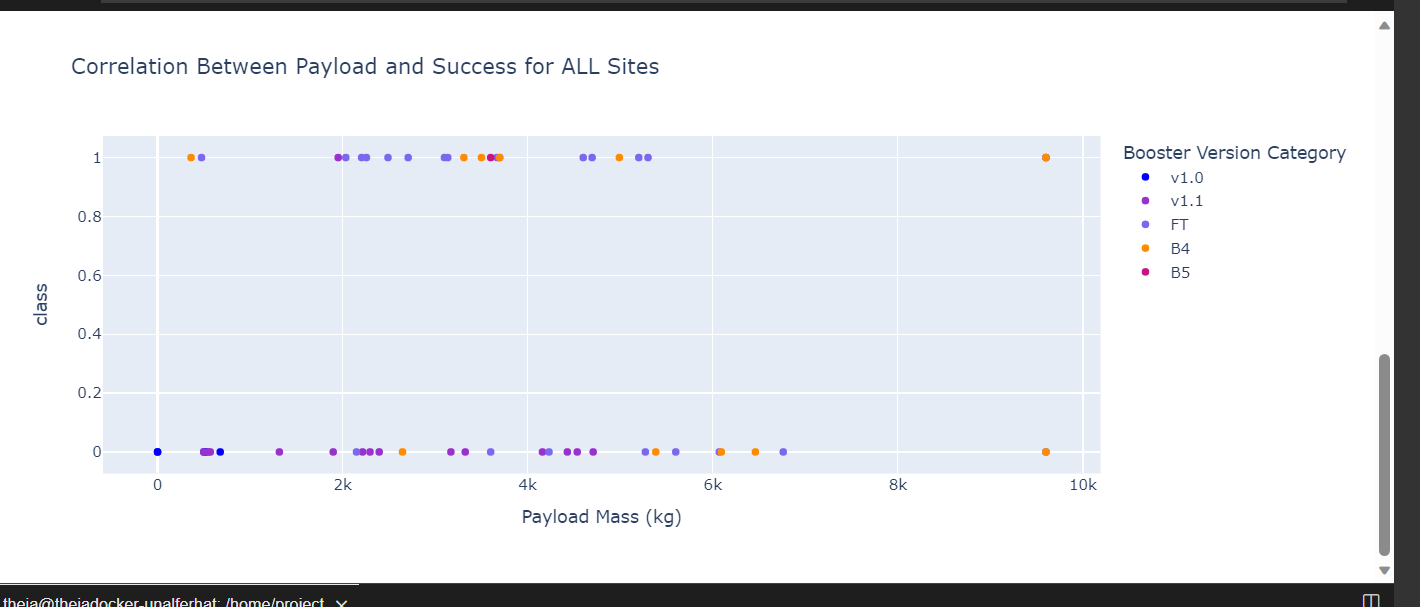 Correlation Between Payload and Success for ALL Sites
Booster Version Category
v1.0
v1.1
FT
B4
B5
class
1
0.8
0.6
0.4
0.2
0
0 2k 4k 6k 8k 10k
Payload Mass (kg)
theia@theiadocker-unalferhat: /home/project